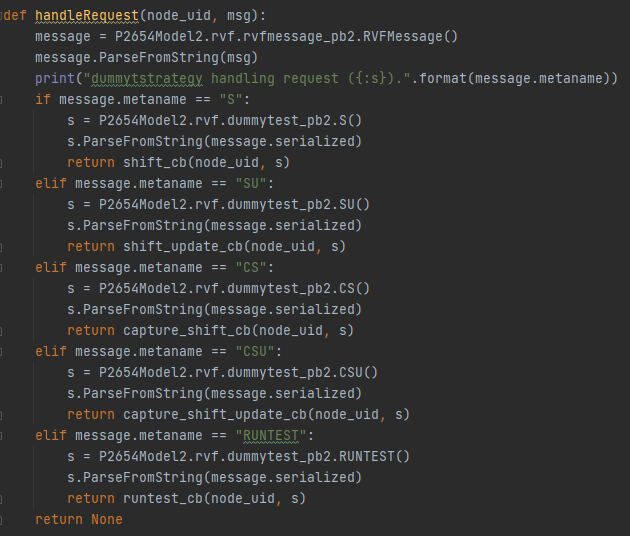 def handleRequest(node_uid, msg):
    message = P2654Model2.rvf.rvfmessage_pb2.RVFMessage()
    message.ParseFromString(msg)
    print("dummytstrategy handling request ({:s}).".format(message.metaname))
    if message.metaname == "S":
        s = P2654Model2.rvf.dummytest_pb2.S()
        s.ParseFromString(message.serialized)
        return shift_cb(node_uid, s)
    elif message.metaname == "SU":
        s = P2654Model2.rvf.dummytest_pb2.SU()
        s.ParseFromString(message.serialized)
        return shift_update_cb(node_uid, s)
    elif message.metaname == "CS":
        s = P2654Model2.rvf.dummytest_pb2.CS()
        s.ParseFromString(message.serialized)
        return capture_shift_cb(node_uid, s)
    elif message.metaname == "CSU":
        s = P2654Model2.rvf.dummytest_pb2.CSU()
        s.ParseFromString(message.serialized)
        return capture_shift_update_cb(node_uid, s)
    elif message.metaname == "RUNTEST":
        s = P2654Model2.rvf.dummytest_pb2.RUNTEST()
        s.ParseFromString(message.serialized)
        return runtest_cb(node_uid, s)
    return None